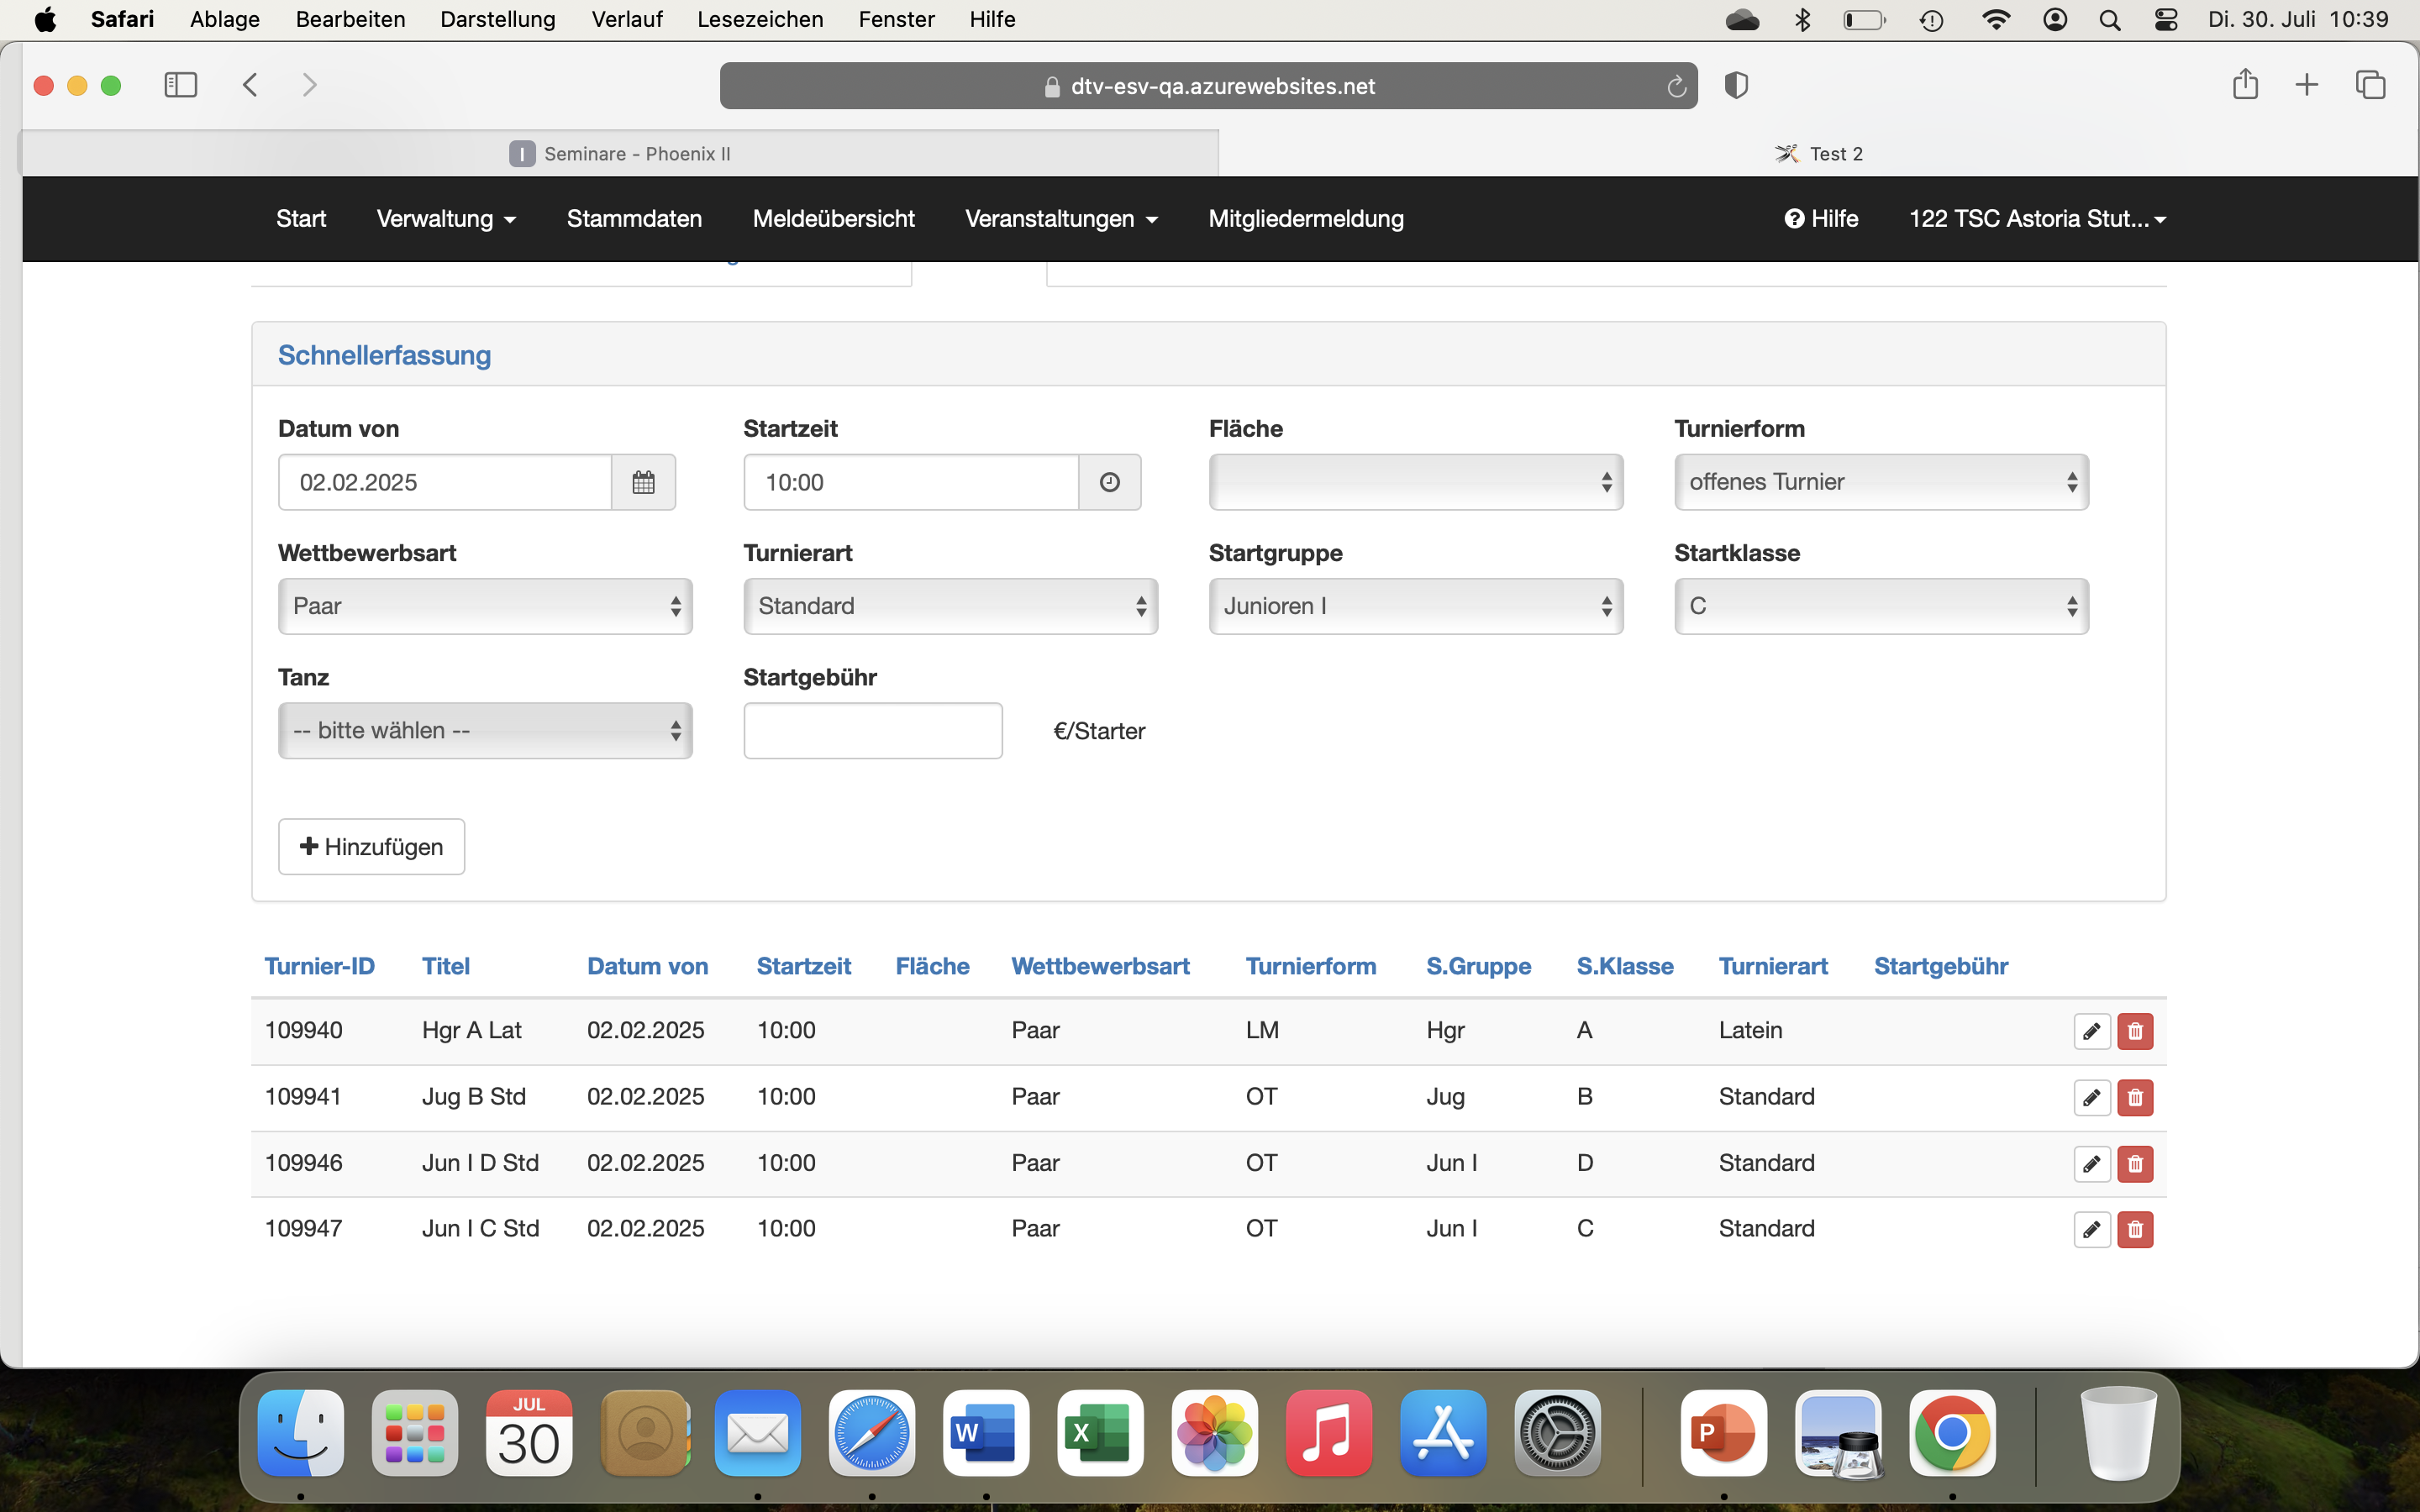 Safari Ablage Bearbeiten Darstellung Verlauf Lesezeichen Fenster Hilfe Di. 30. Juli 10:39
dtv-esv-qa.azurewebsites.net
I Seminare - Phoenix II Test 2
Start Verwaltung Stammdaten Meldeübersicht Veranstaltungen Mitgliedermeldung Hilfe 122 TSC Astoria Stut...
Schnellerfassung
Datum von Startzeit Fläche Turnierform
02.02.2025 10:00 offenes Turnier
Wettbewerbsart Turnierart Startgruppe Startklasse
Paar Standard Junioren I C
Tanz Startgebühr
-- bitte wählen -- €/Starter
Hinzufügen
Turnier-ID Titel Datum von Startzeit Fläche Wettbewerbsart Turnierform S.Gruppe S.Klasse Turnierart Startgebühr
109940 Hgr A Lat 02.02.2025 10:00 Paar LM Hgr A Latein
109941 Jug B Std 02.02.2025 10:00 Paar OT Jug B Standard
109946 Jun I D Std 02.02.2025 10:00 Paar OT Jun I D Standard
109947 Jun I C Std 02.02.2025 10:00 Paar OT Jun I C Standard
JUL
30
W X P